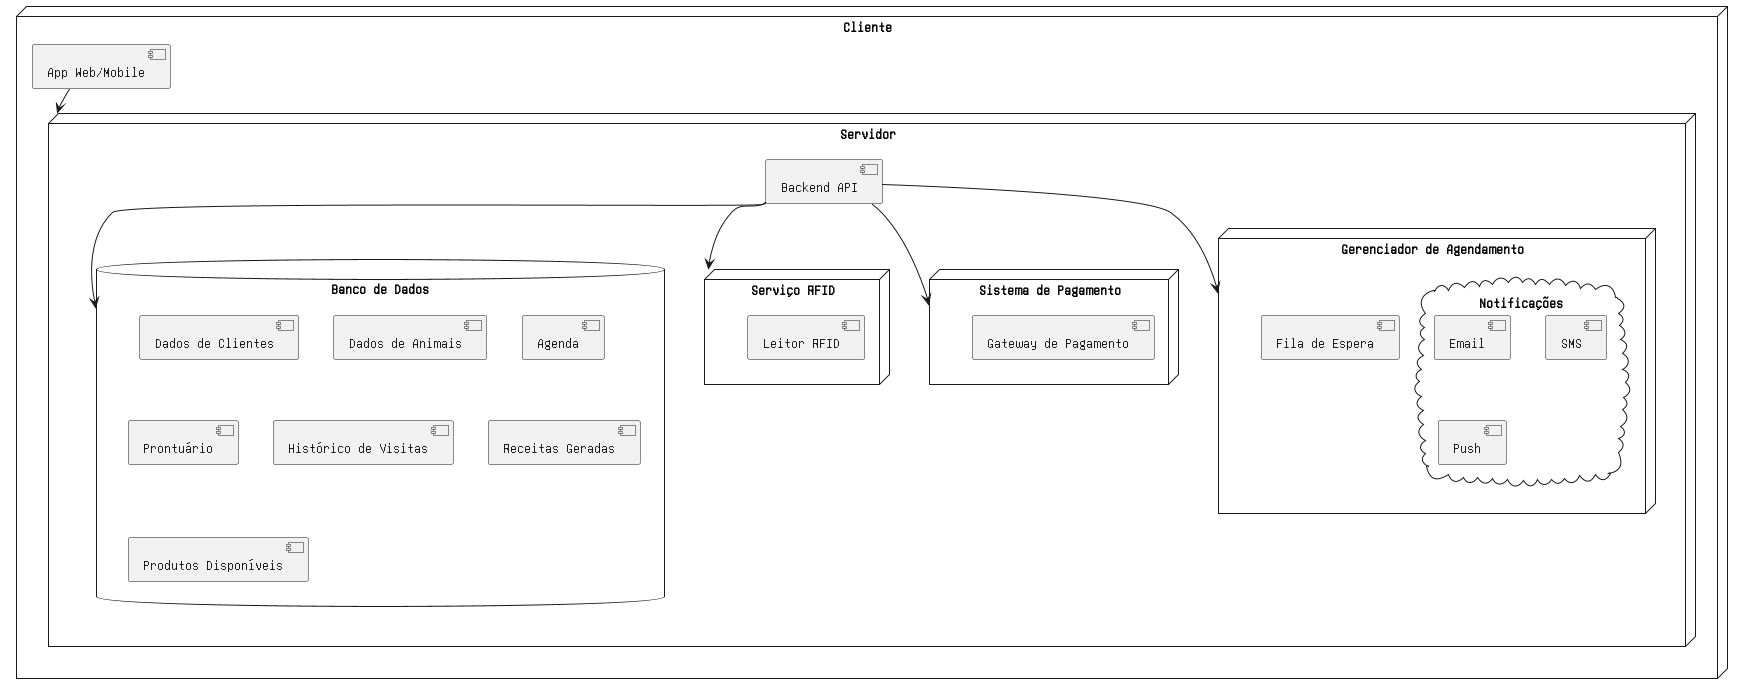 Cliente
App Web/Mobile
Servidor
Backend API
Banco de Dados
Dados de Clientes
Dados de Animais
Agenda
Prontuário
Histórico de Visitas
Receitas Geradas
Produtos Disponíveis
Serviço RFID
Leitor RFID
Sistema de Pagamento
Gateway de Pagamento
Gerenciador de Agendamento
Fila de Espera
Notificações
Email
SMS
Push